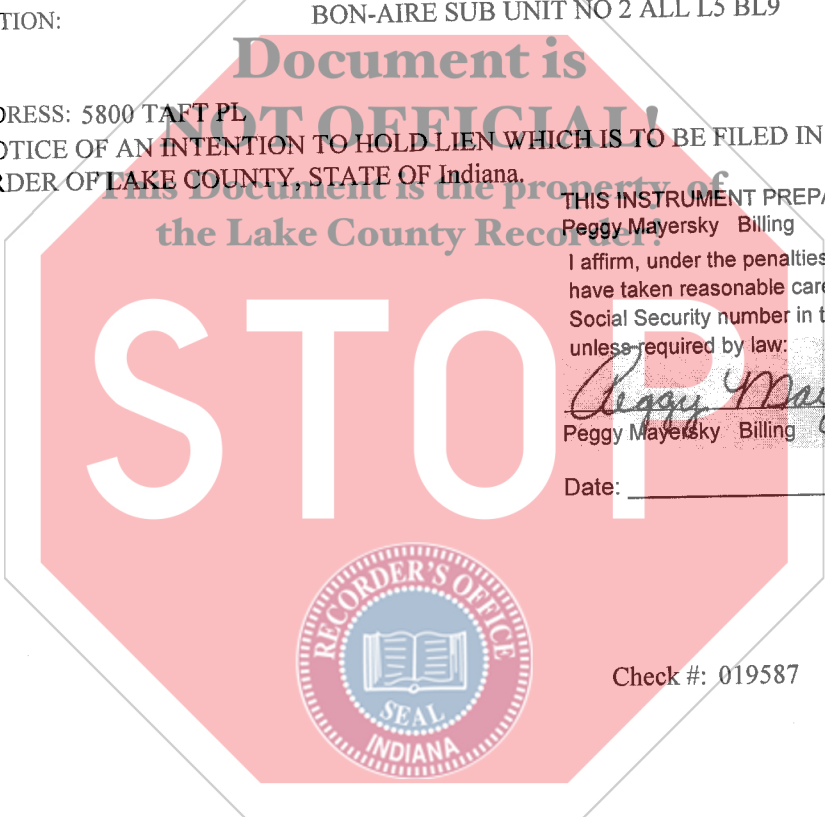 TION: BON-AIRE SUB UNIT NO 2 ALL L5 BL9
Document is
NOT OFFICIAL!
DRESS: 5800 TAFT PL
OTICE OF AN INTENTION TO HOLD LIEN WHICH IS TO BE FILED IN
RDER OF LAKE COUNTY, STATE OF Indiana.
This Document is the property of
the Lake County Recorder!
THIS INSTRUMENT PREPA
Peggy Mayersky Billing
I affirm, under the penalties
have taken reasonable care
Social Security number in t
unless required by law:
Peggy May
Peggy Mayersky Billing
Date:
STOP
RECORDER'S OFFICE
SEAL
INDIANA
Check #: 019587